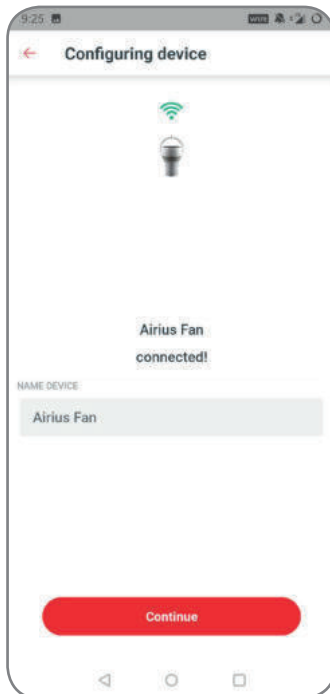 9:25
Configuring device
Airius Fan
connected!
NAME DEVICE
Airius Fan
Continue